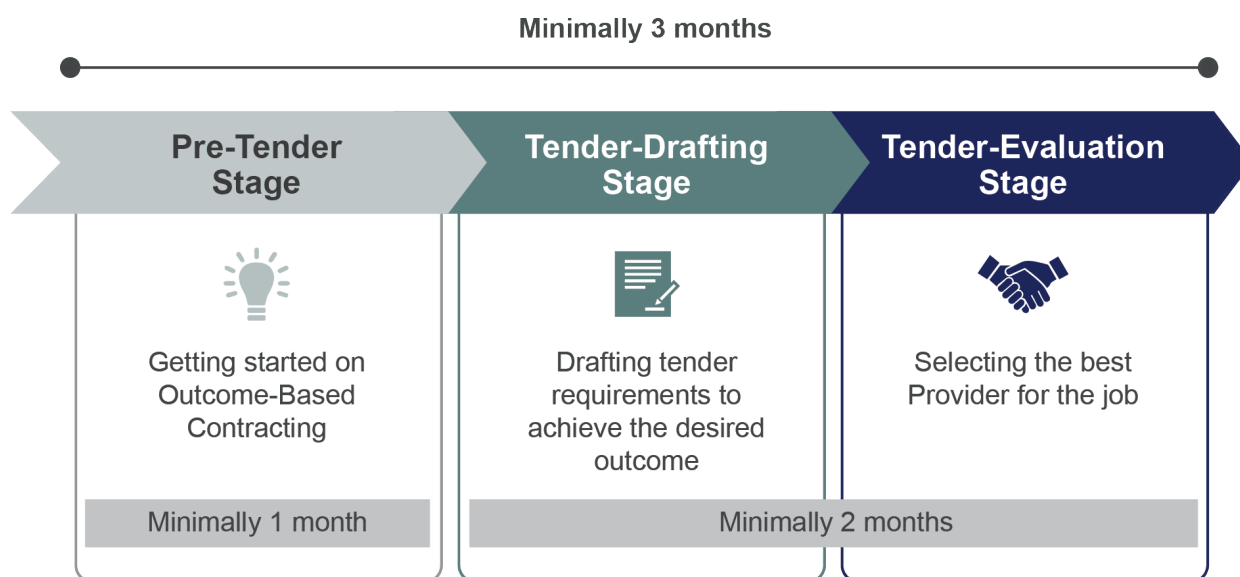 Minimally 3 months
Pre-Tender
Stage
Tender-Drafting
Stage
Tender-Evaluation
Stage
Getting started on
Outcome-Based
Contracting
Drafting tender
requirements to
achieve the desired
outcome
Selecting the best
Provider for the job
Minimally 1 month
Minimally 2 months